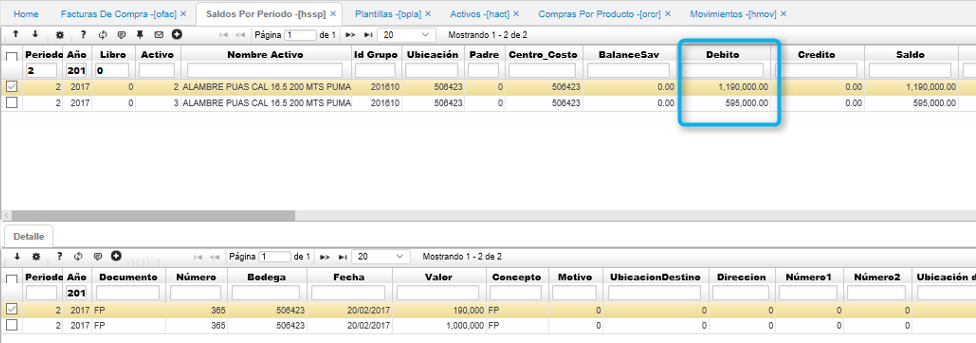 Home Facturas De Compra -[ofac] × Saldos Por Periodo -[hssp] × Plantillas -[bpla] × Activos -[hact] × Compras Por Producto -[orcr] × Movimientos -[hmov] ×
Página 1 de 1 20 Mostrando 1 - 2 de 2
Periodo Año Libro Activo Nombre Activo Id Grupo Ubicación Padre Centro_Costo BalanceSav Debito Credito Saldo
2 201 0
2 2017 0 2 ALAMBRE PUAS CAL 16.5 200 MTS PUMA 201610 506423 0 506423 0.00 1,190,000.00 0.00 1,190,000.00
2 2017 0 3 ALAMBRE PUAS CAL 16.5 200 MTS PUMA 201610 506423 0 506423 0.00 595,000.00 0.00 595,000.00
Detalle
Página 1 de 1 20 Mostrando 1 - 2 de 2
Periodo Año Documento Número Bodega Fecha Valor Concepto Motivo UbicacionDestino Direccion Número1 Número2 Ubicación d
201
2 2017 FP 365 506423 20/02/2017 190,000 FP 0 0 0 0 0
2 2017 FP 365 506423 20/02/2017 1,000,000 FP 0 0 0 0 0